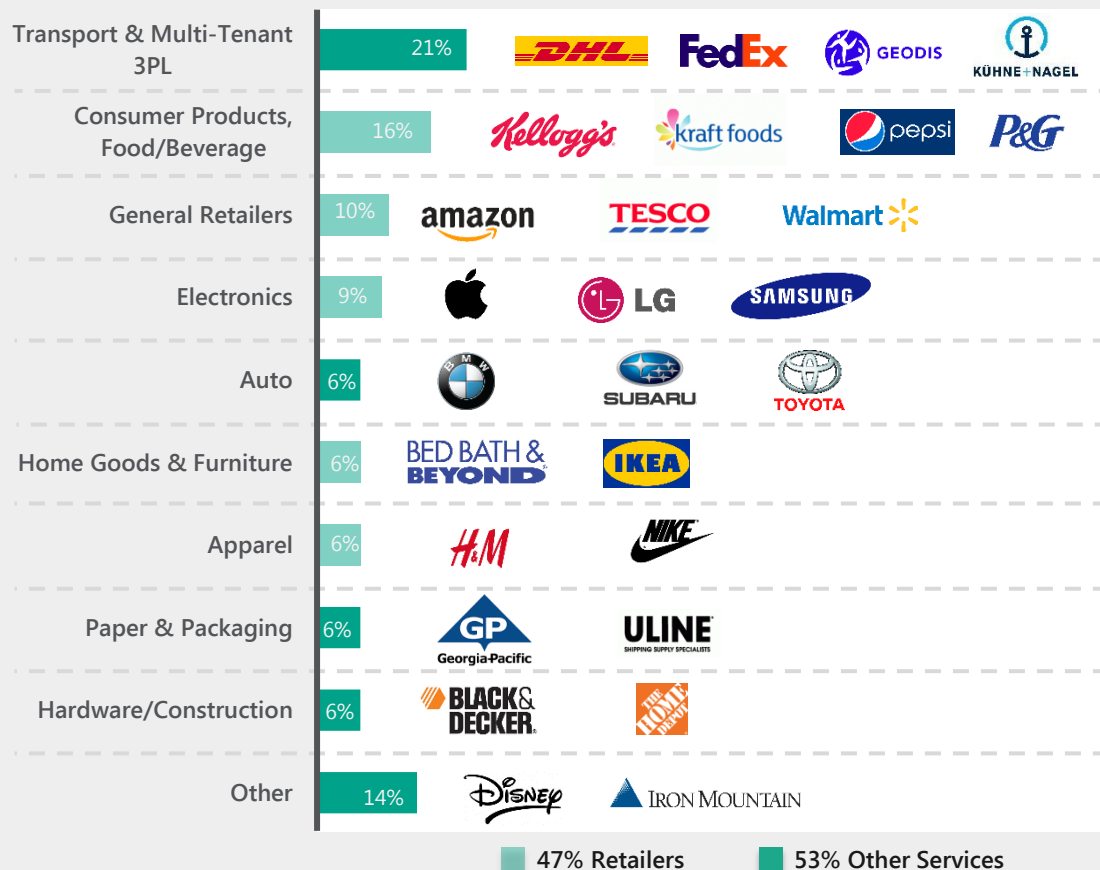 Transport & Multi-Tenant
3PL
21%
DHL
FedEx
GEODIS
KÜHNE+NAGEL
Consumer Products,
Food/Beverage
16%
Kellogg's
kraft foods
pepsi
P&G
General Retailers
10%
amazon
TESCO
Walmart
Electronics
9%
LG
SAMSUNG
Auto
6%
BMW
SUBARU
TOYOTA
Home Goods & Furniture
6%
BED BATH &
BEYOND
IKEA
Apparel
6%
H&M
NIKE
Paper & Packaging
6%
GP
Georgia-Pacific
ULINE
SHIPPING SUPPLY SPECIALISTS
Hardware/Construction
6%
BLACK&
DECKER
THE
HOME
DEPOT
Other
14%
DISNEY
IRON MOUNTAIN
47% Retailers
53% Other Services